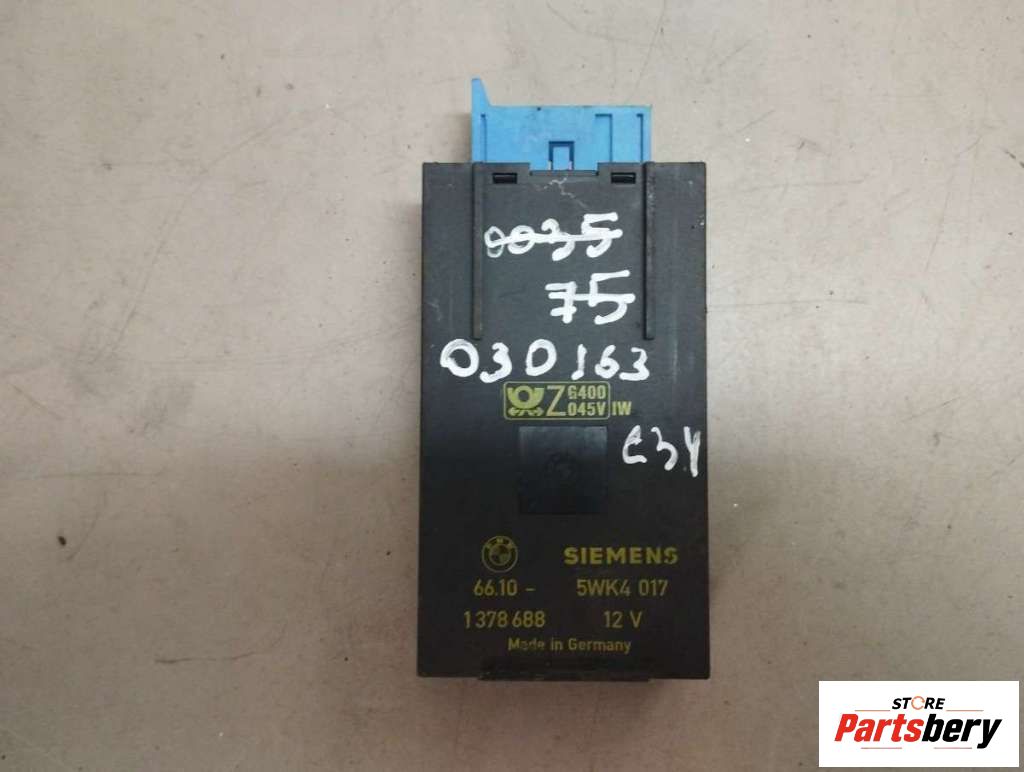 0035
75
030163
Z G400 045V IW
C34
SIEMENS
66.10 - 5WK4 017
1 378 688 12 V
Made in Germany
STORE
Partsbery